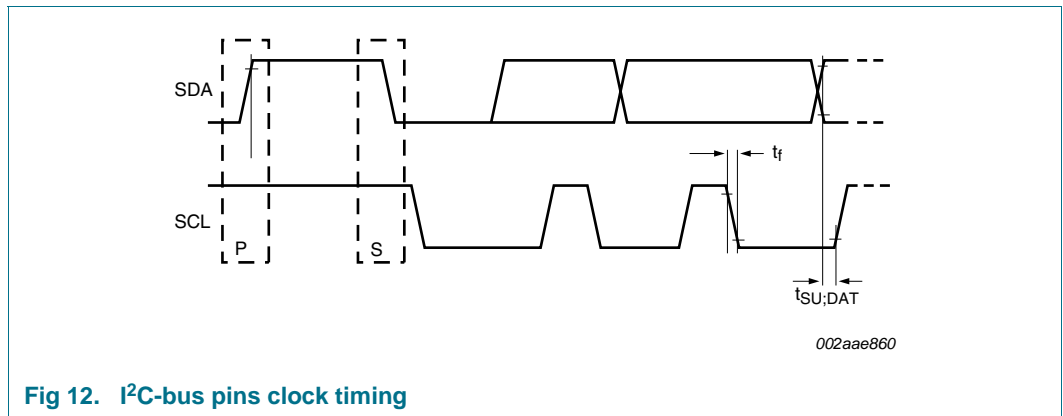 SDA
t_f
SCL
P
S
t_SU;DAT
002aae860
Fig 12. I²C-bus pins clock timing